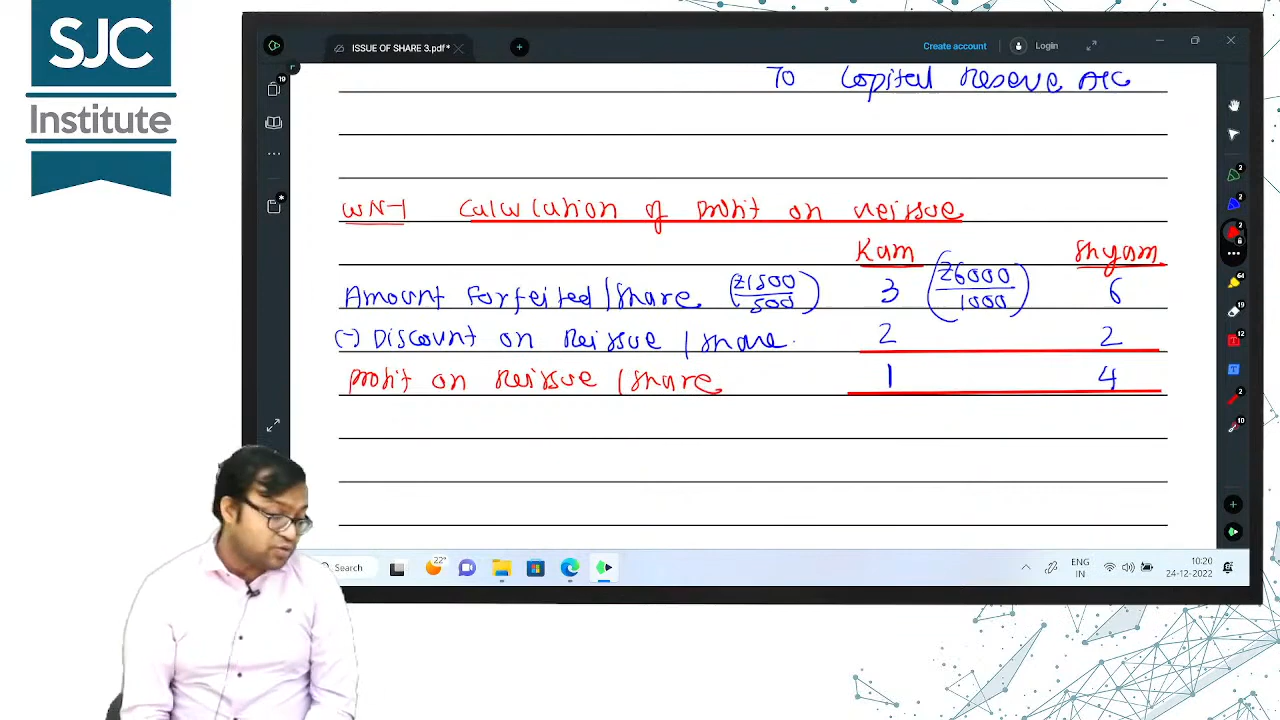 SJC
Institute
ISSUE OF SHARE 3.pdf*
Create account
Login
To Capital Reserve A/C
WN-1 Calculation of profit on reissue
Ram Shyam
Amount Forfeited / Share (₹1500/500) 3 (₹6000/1000) 6
(-) Discount on Reissue / share. 2 2
Profit on Reissue / Share 1 4
Search
22°
ENG
IN
10:20
24-12-2022